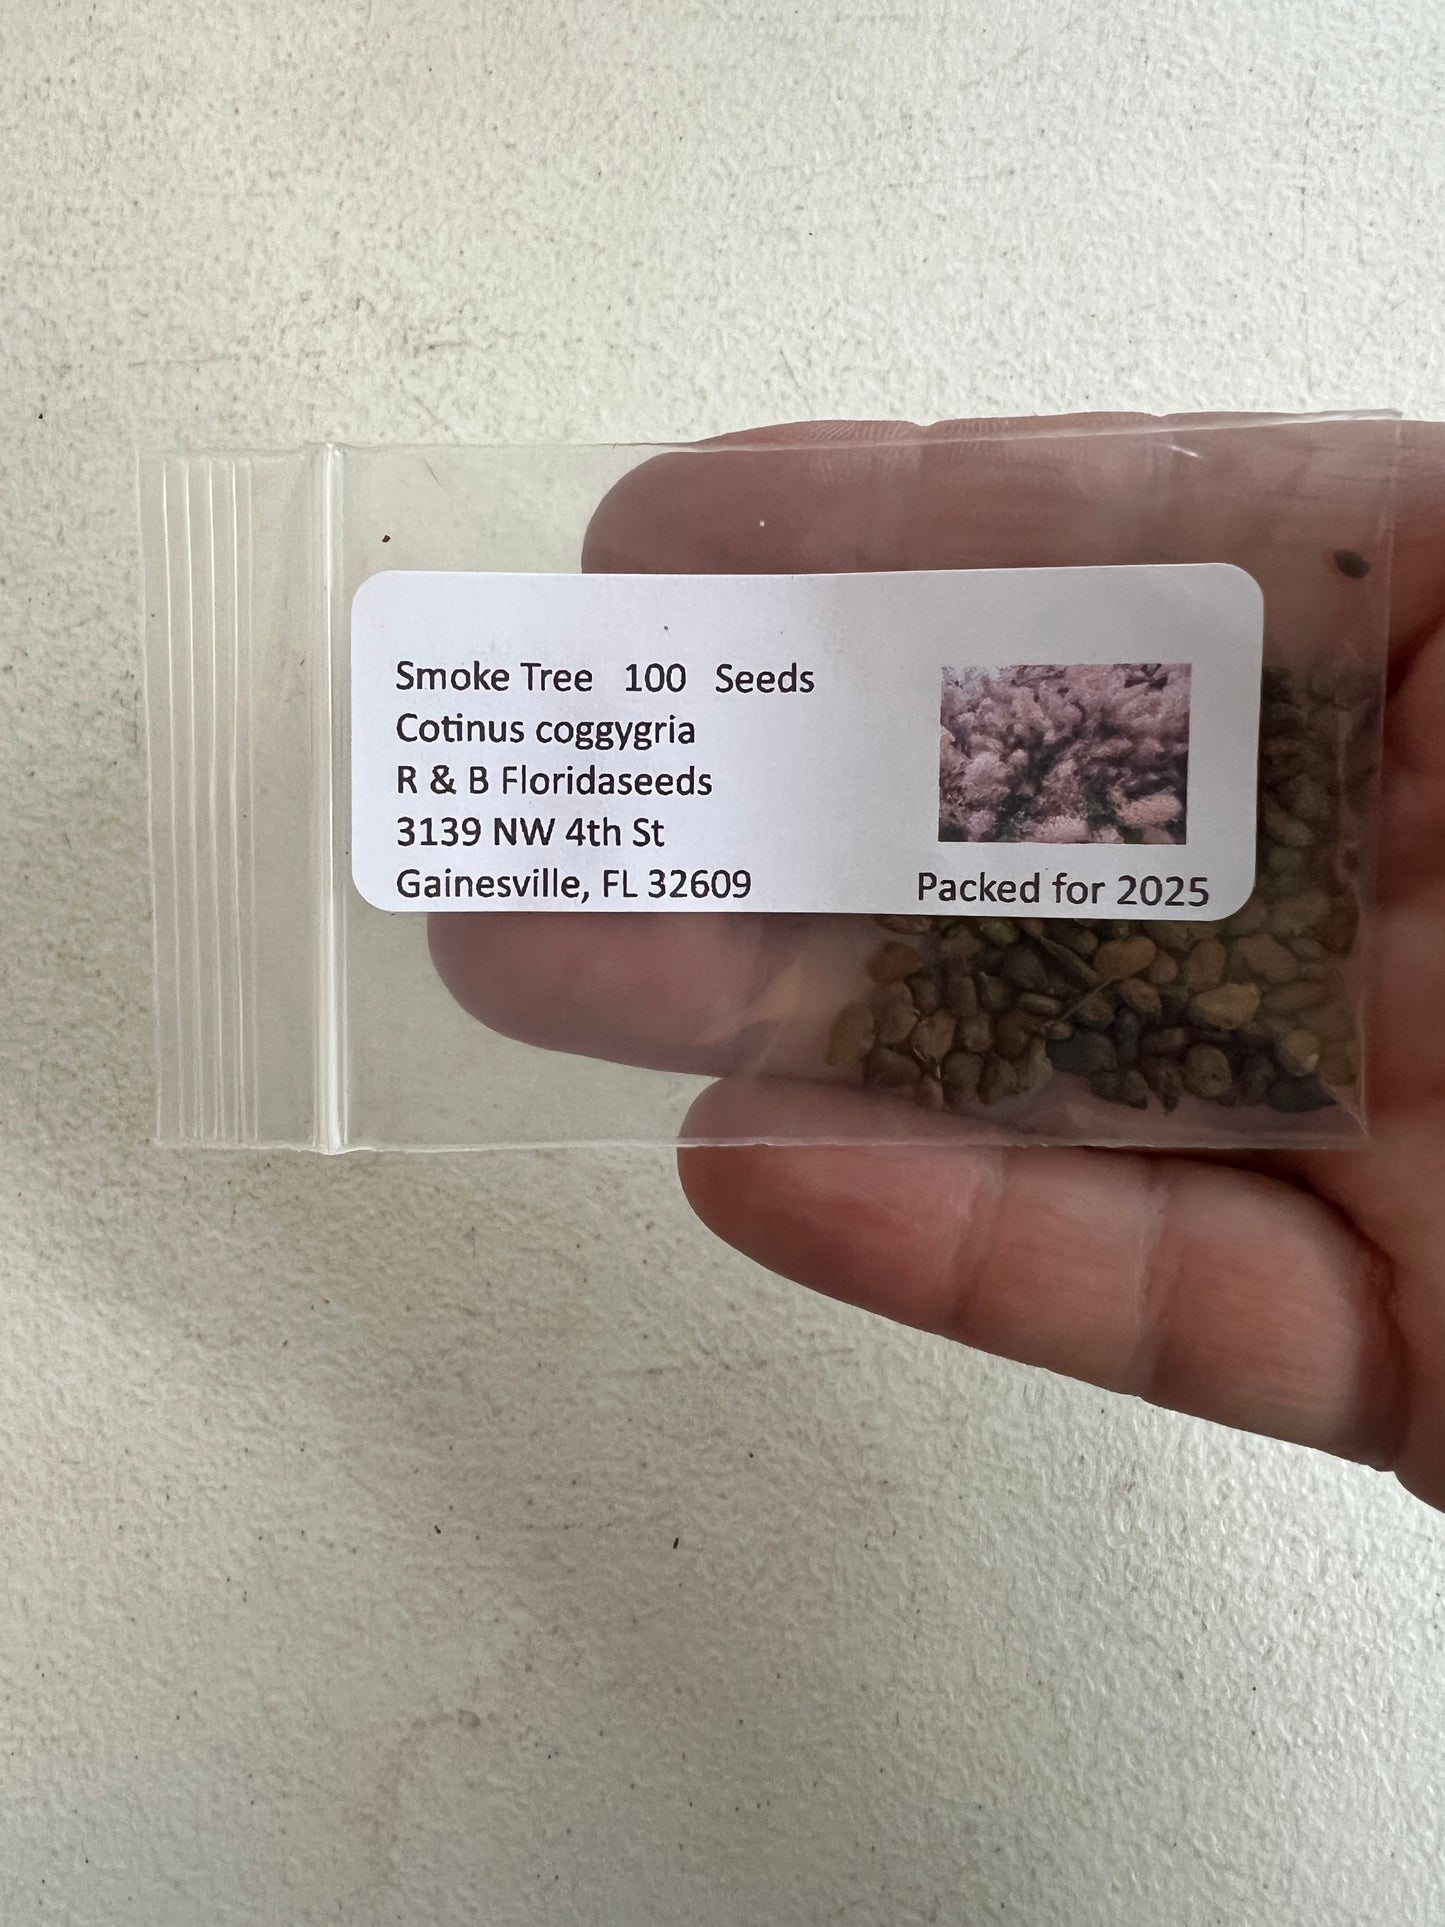 Smoke Tree 100 Seeds
Cotinus coggygria
R & B Floridaseeds
3139 NW 4th St
Gainesville, FL 32609
Packed for 2025